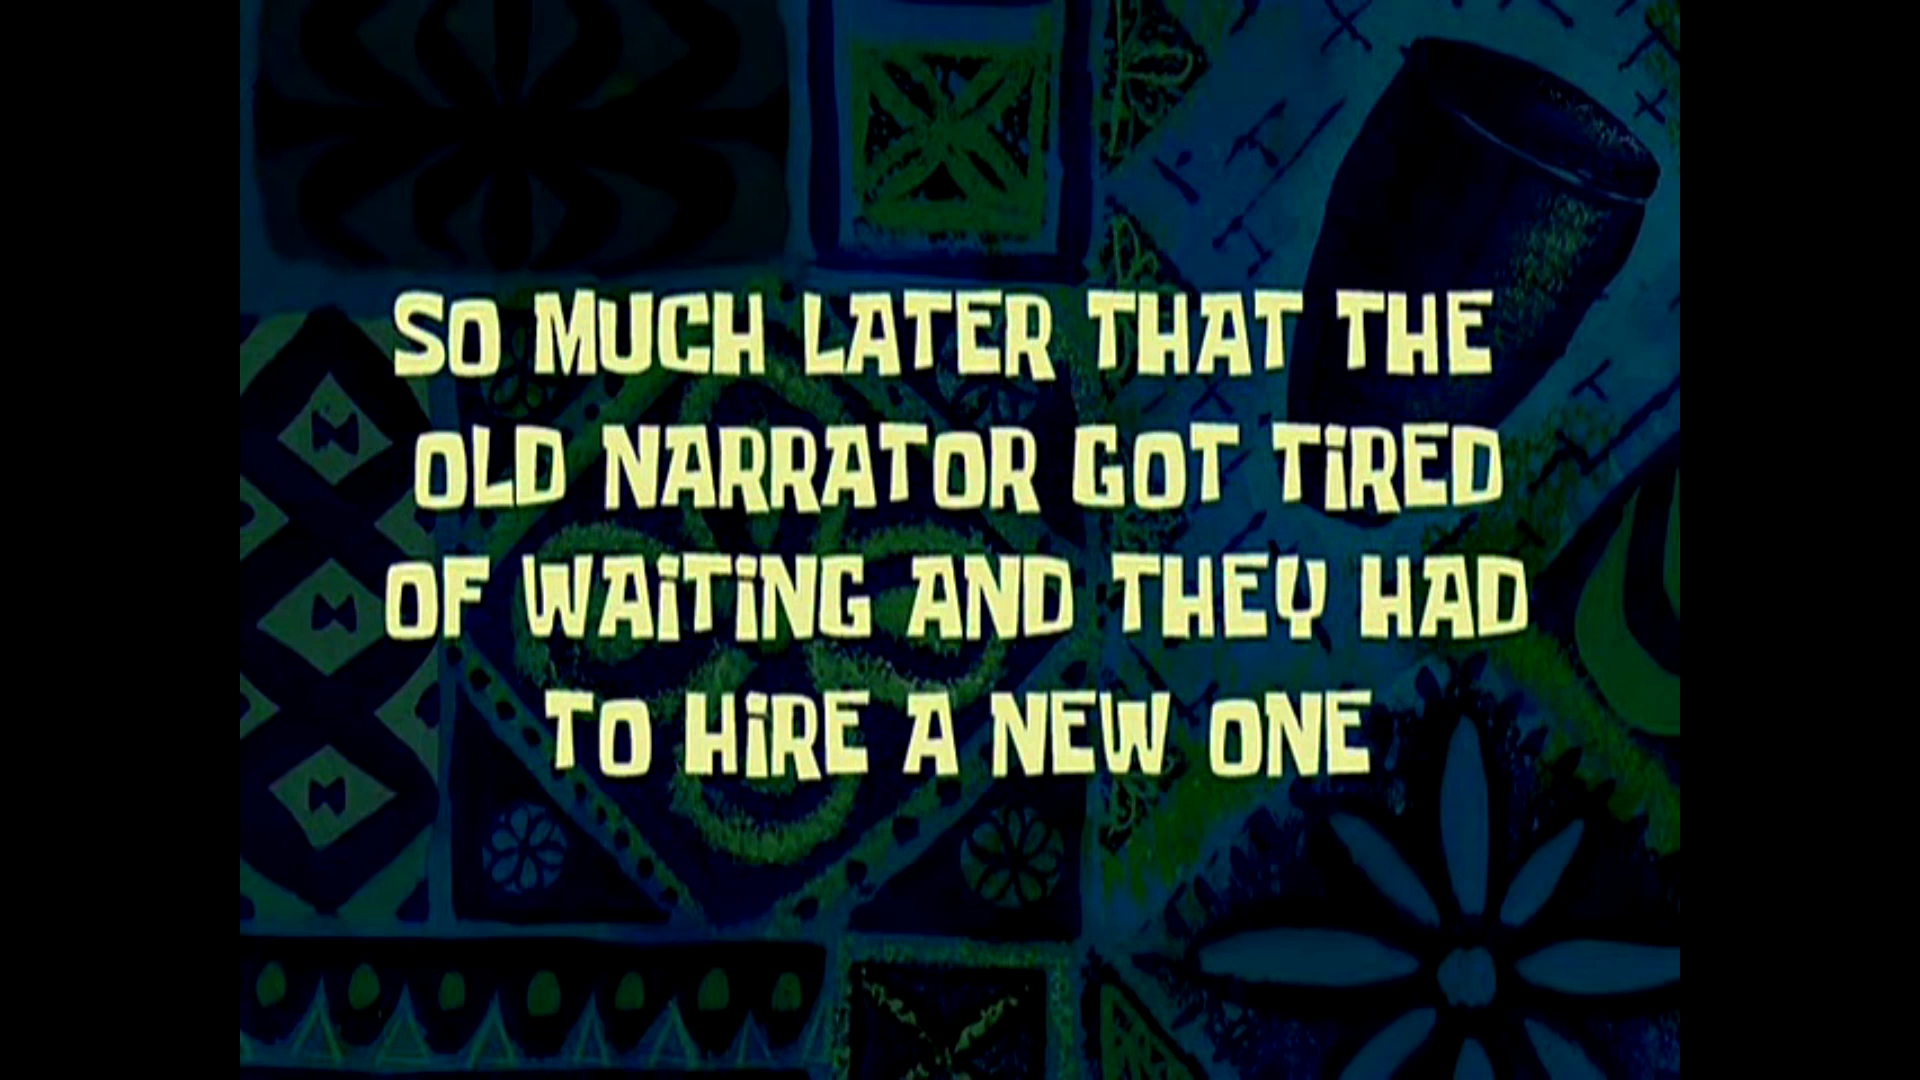 SO MUCH LATER THAT THE
OLD NARRATOR GOT TiRED
OF WAiTiNG AND THEY HAD
TO HiRE A NEW ONE